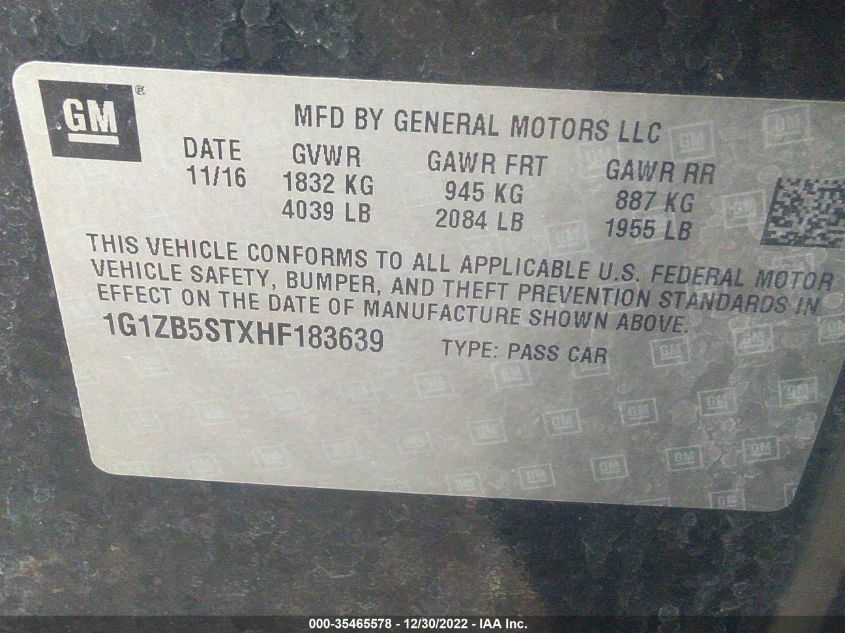 GM®
MFD BY GENERAL MOTORS LLC
DATE GVWR GAWR FRT GAWR RR
11/16 1832 KG 945 KG 887 KG
4039 LB 2084 LB 1955 LB
THIS VEHICLE CONFORMS TO ALL APPLICABLE U.S. FEDERAL MOTOR
VEHICLE SAFETY, BUMPER, AND THEFT PREVENTION STANDARDS IN
EFFECT ON THE DATE OF MANUFACTURE SHOWN ABOVE.
1G1ZB5STXHF183639 TYPE: PASS CAR
000-35465578 - 12/30/2022 - IAA Inc.